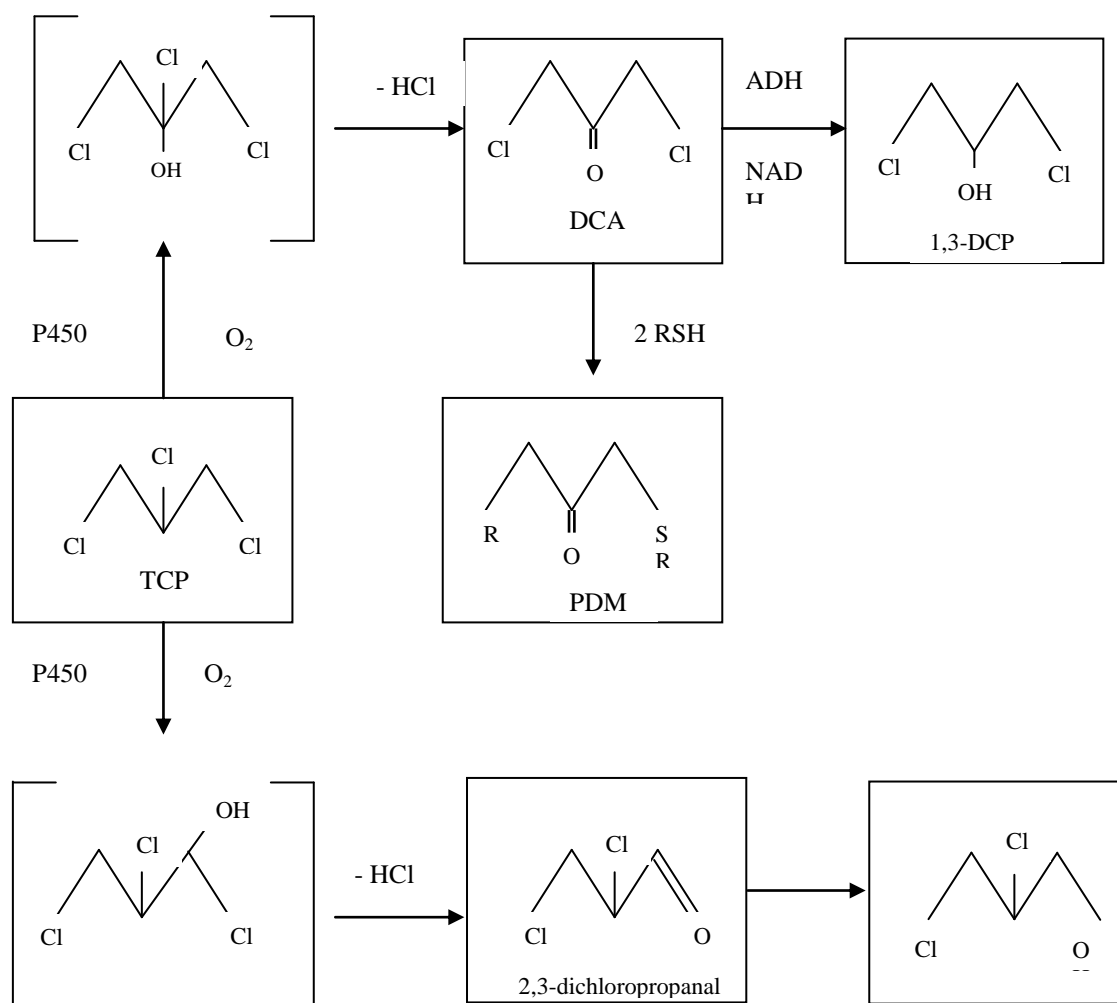 Cl
Cl
OH
Cl
- HCl
Cl
O
Cl
DCA
ADH
NAD
H
Cl
OH
Cl
1,3-DCP
P450
O2
2 RSH
Cl
Cl
Cl
TCP
R
O
S
R
PDM
P450
O2
OH
Cl
Cl
Cl
- HCl
Cl
Cl
O
2,3-dichloropropanal
Cl
Cl
O